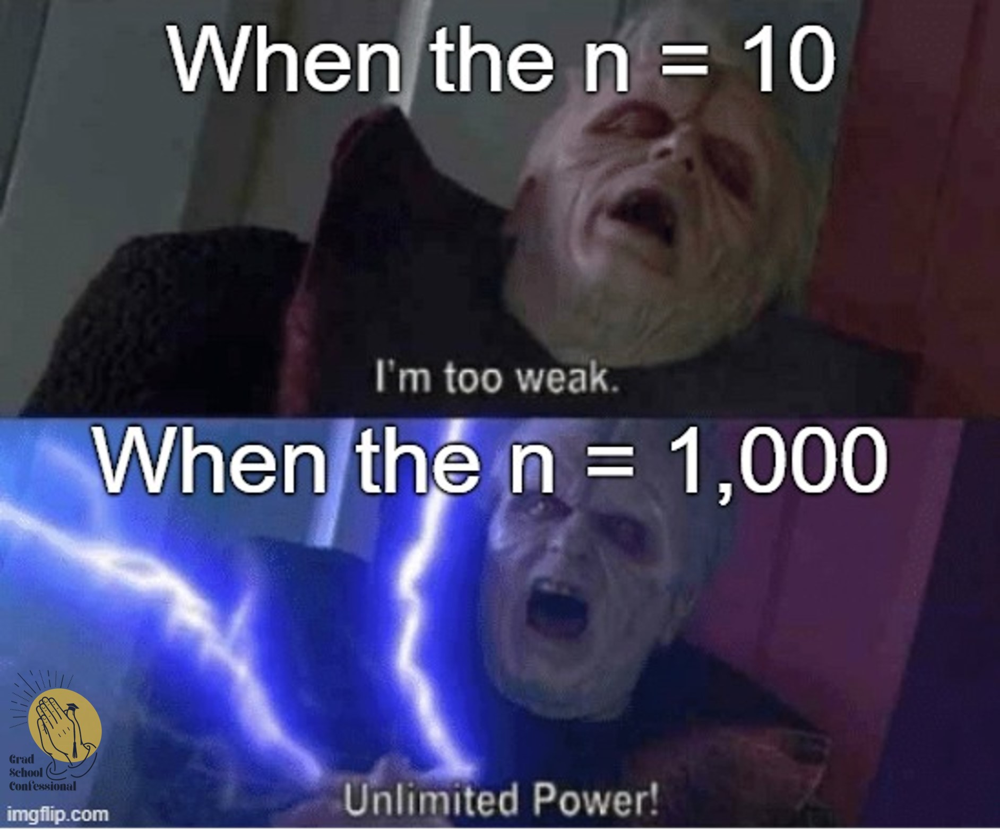 When the n = 10
I'm too weak.
When the n = 1,000
Grad
School
Confessional
Unlimited Power!
imgflip.com